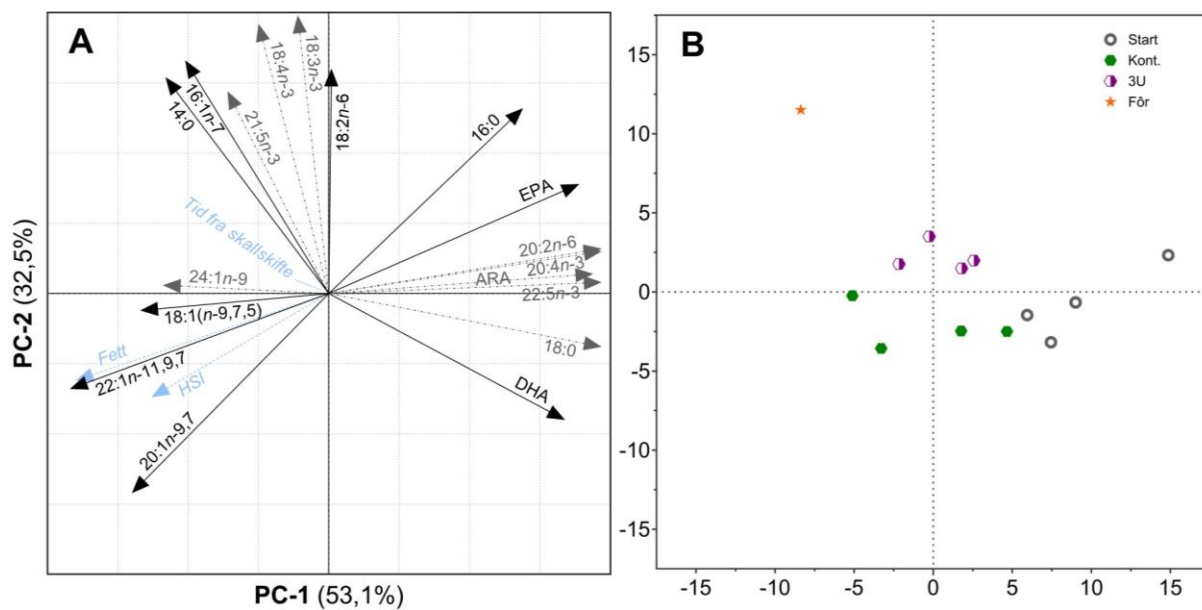 A
18:4n-3
18:3n-3
16:1n-7
14:0
21:5n-3
18:2n-6
16:0
EPA
Tid fra skallskifte
20:2n-6
20:4n-3
ARA
22:5n-3
24:1n-9
18:1(n-9,7,5)
18:0
Fett
22:1n-11,9,7
HSI
DHA
20:1n-9,7
PC-2 (32,5%)
PC-1 (53,1%)
B
Start
Kont.
3U
Fôr
15
10
5
0
-5
-10
-15
-15 -10 -5 0 5 10 15